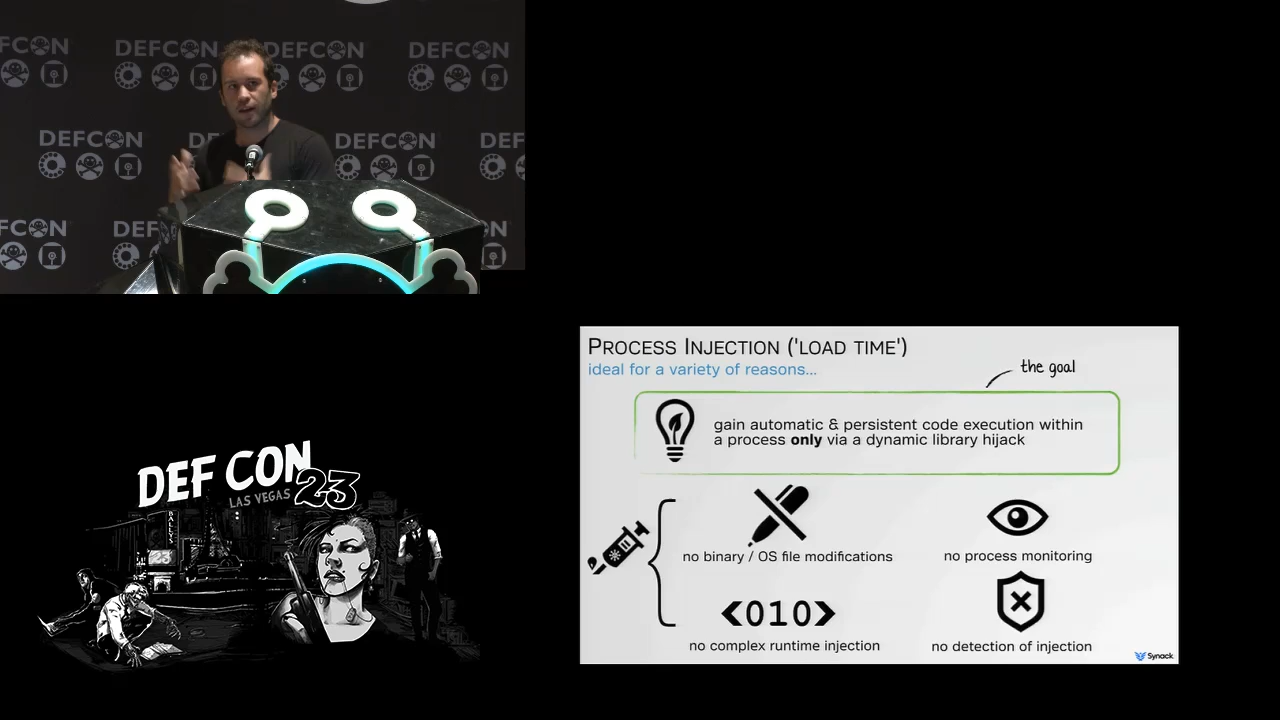 DEFCON DEFCON DEFCON
DEFCON DEFCON
DEFCON
PROCESS INJECTION ('LOAD TIME')
ideal for a variety of reasons...
the goal
gain automatic & persistent code execution within
a process only via a dynamic library hijack
no binary / OS file modifications
no process monitoring
<010>
no complex runtime injection
no detection of injection
Synack
DEF CON 23
LAS VEGAS
BALLYS